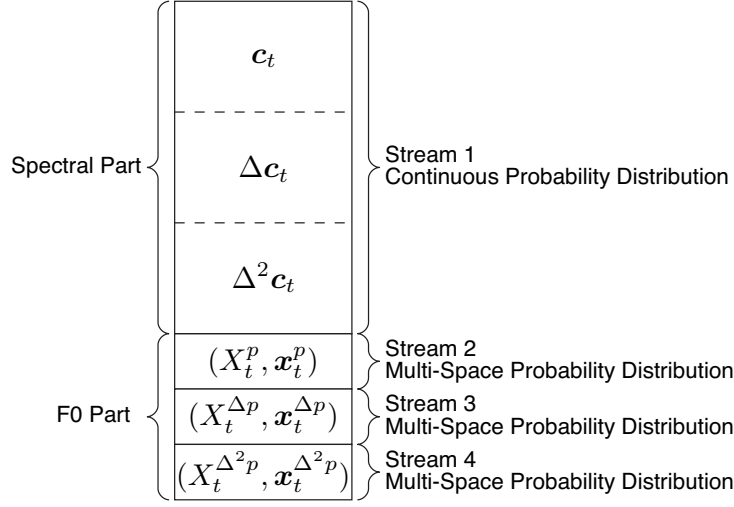 c_t
Spectral Part
Δc_t
Stream 1
Continuous Probability Distribution
Δ²c_t
F0 Part
(X_t^p, x_t^p)
Stream 2
Multi-Space Probability Distribution
(X_t^{Δp}, x_t^{Δp})
Stream 3
Multi-Space Probability Distribution
(X_t^{Δ²p}, x_t^{Δ²p})
Stream 4
Multi-Space Probability Distribution